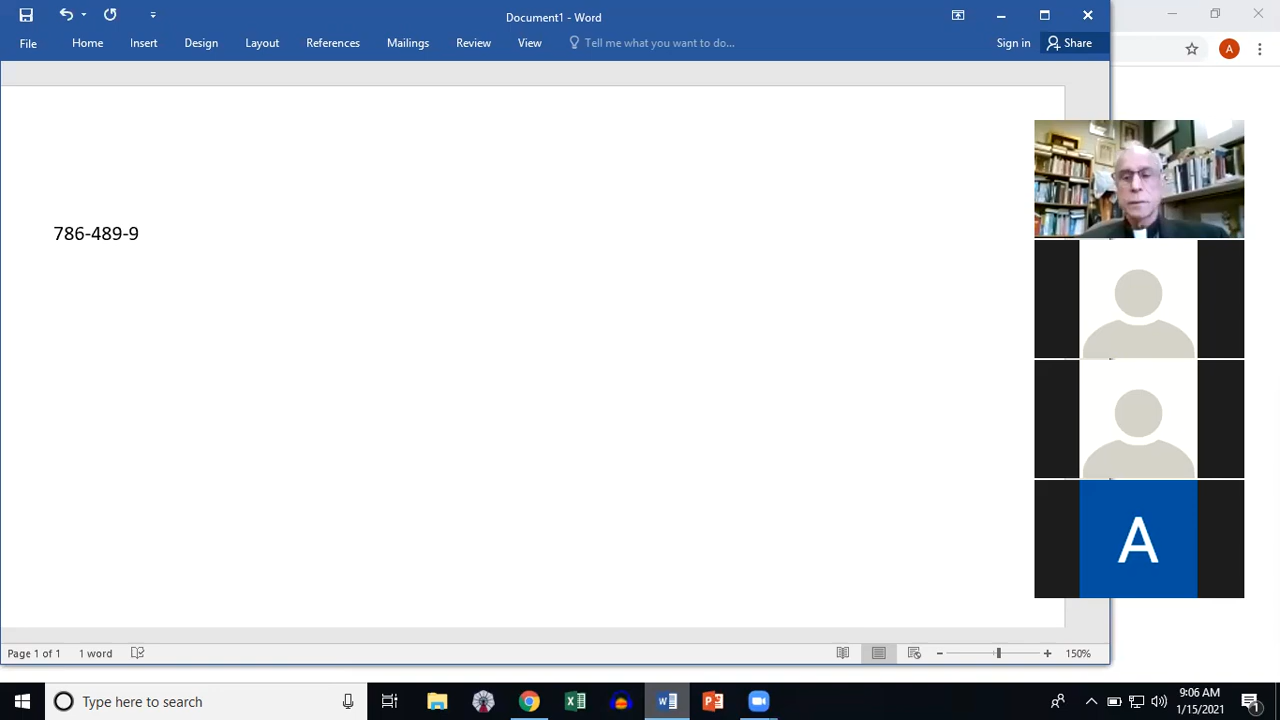 Document1 - Word
File Home Insert Design Layout References Mailings Review View Tell me what you want to do... Sign in Share
A
786-489-9
A
Page 1 of 1 1 word 150%
Type here to search
9:06 AM
1/15/2021
1